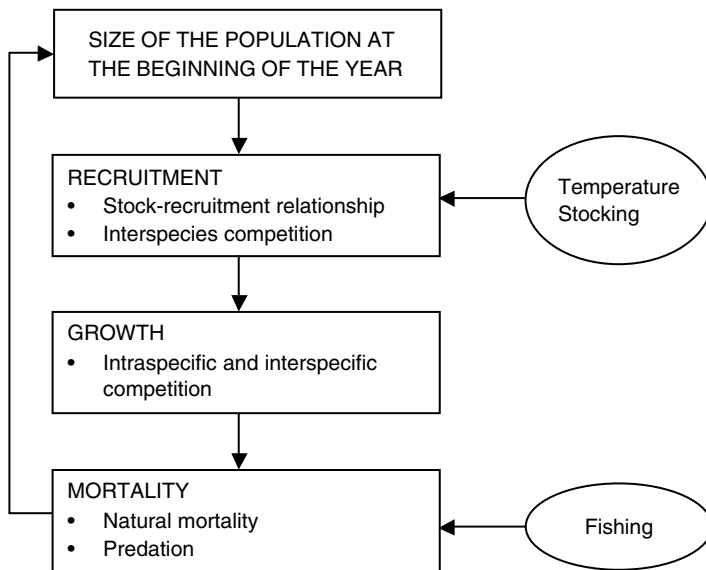 SIZE OF THE POPULATION AT
THE BEGINNING OF THE YEAR
RECRUITMENT
• Stock-recruitment relationship
• Interspecies competition
Temperature
Stocking
GROWTH
• Intraspecific and interspecific
competition
MORTALITY
• Natural mortality
• Predation
Fishing